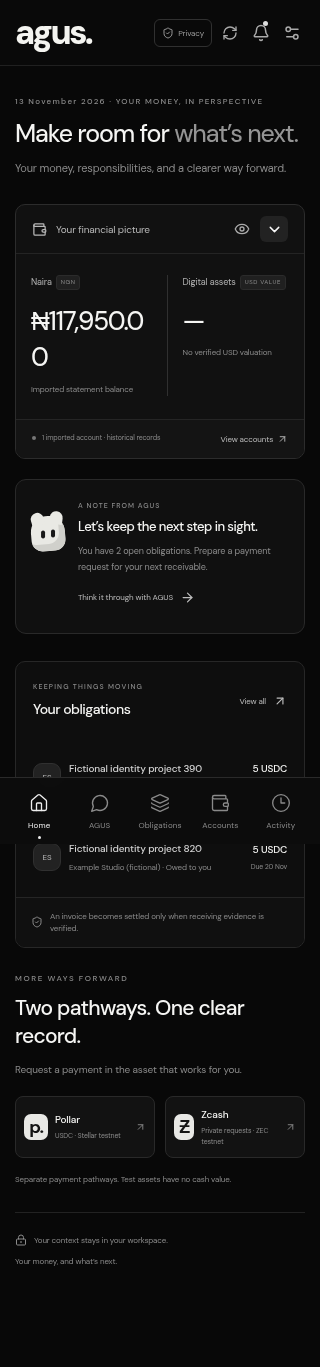 agus.
Privacy
13 November 2026 · YOUR MONEY, IN PERSPECTIVE
Make room for what's next.
Your money, responsibilities, and a clearer way forward.
Your financial picture
Naira NGN
₦117,950.0
0
Imported statement balance
Digital assets USD VALUE
—
No verified USD valuation
1 imported account · historical records
View accounts
A NOTE FROM AGUS
Let's keep the next step in sight.
You have 2 open obligations. Prepare a payment
request for your next receivable.
Think it through with AGUS
KEEPING THINGS MOVING
Your obligations
View all
Fictional identity project 390
5 USDC
Home
AGUS
Obligations
Accounts
Activity
ES
Fictional identity project 820
5 USDC
Example Studio (fictional) · Owed to you
Due 20 Nov
An invoice becomes settled only when receiving evidence is
verified.
MORE WAYS FORWARD
Two pathways. One clear
record.
Request a payment in the asset that works for you.
p.
Pollar
USDC · Stellar testnet
Zcash
Private requests · ZEC
testnet
Separate payment pathways. Test assets have no cash value.
Your context stays in your workspace.
Your money, and what's next.